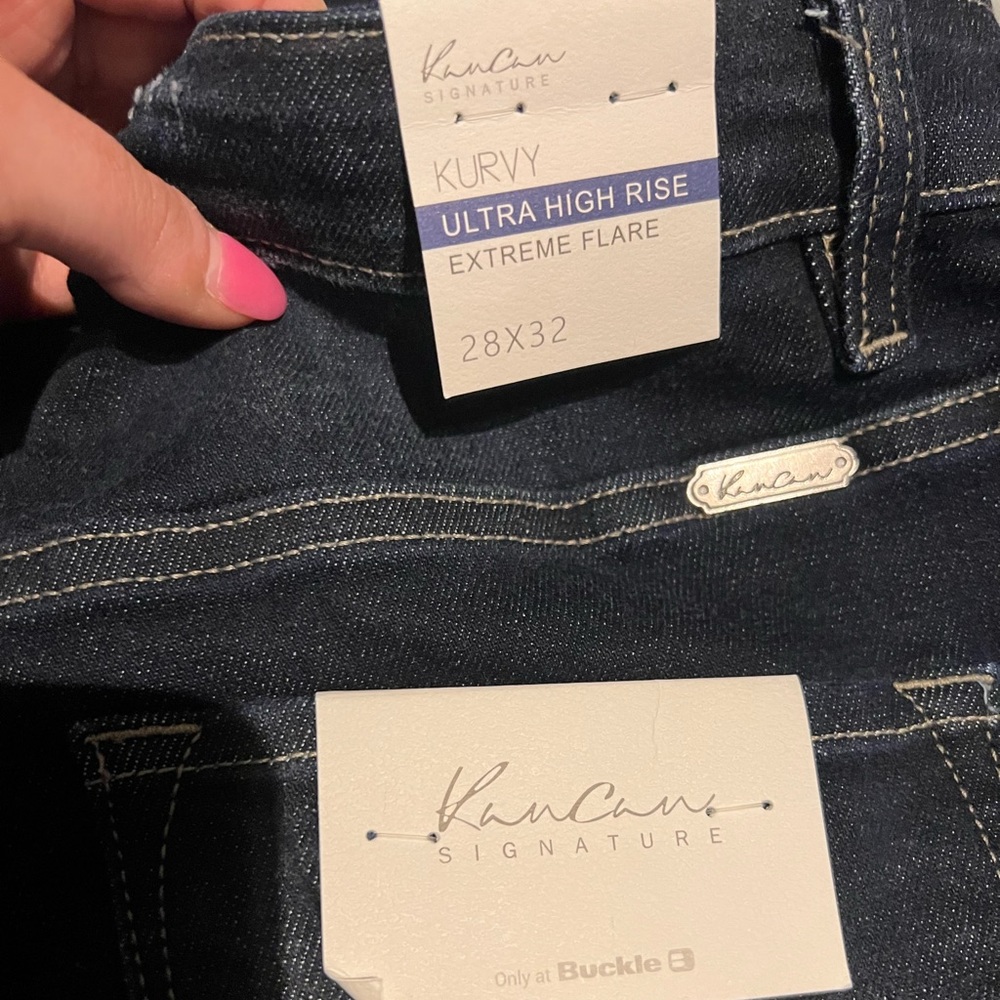 KanCan
SIGNATURE
KURVY
ULTRA HIGH RISE
EXTREME FLARE
28X32
KanCan
KanCan
SIGNATURE
Only at Buckle B